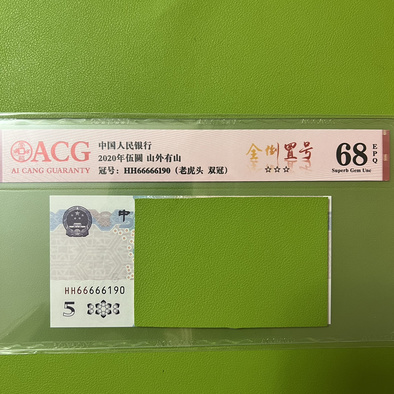 ACG
AI CANG GUARANTY
中国人民银行
2020年伍圆 山外有山
冠号：HH66666190（老虎头 双冠）
全倒置号
☆☆☆
68
EPQ
Superb Gem Unc
中
HH66666190
5